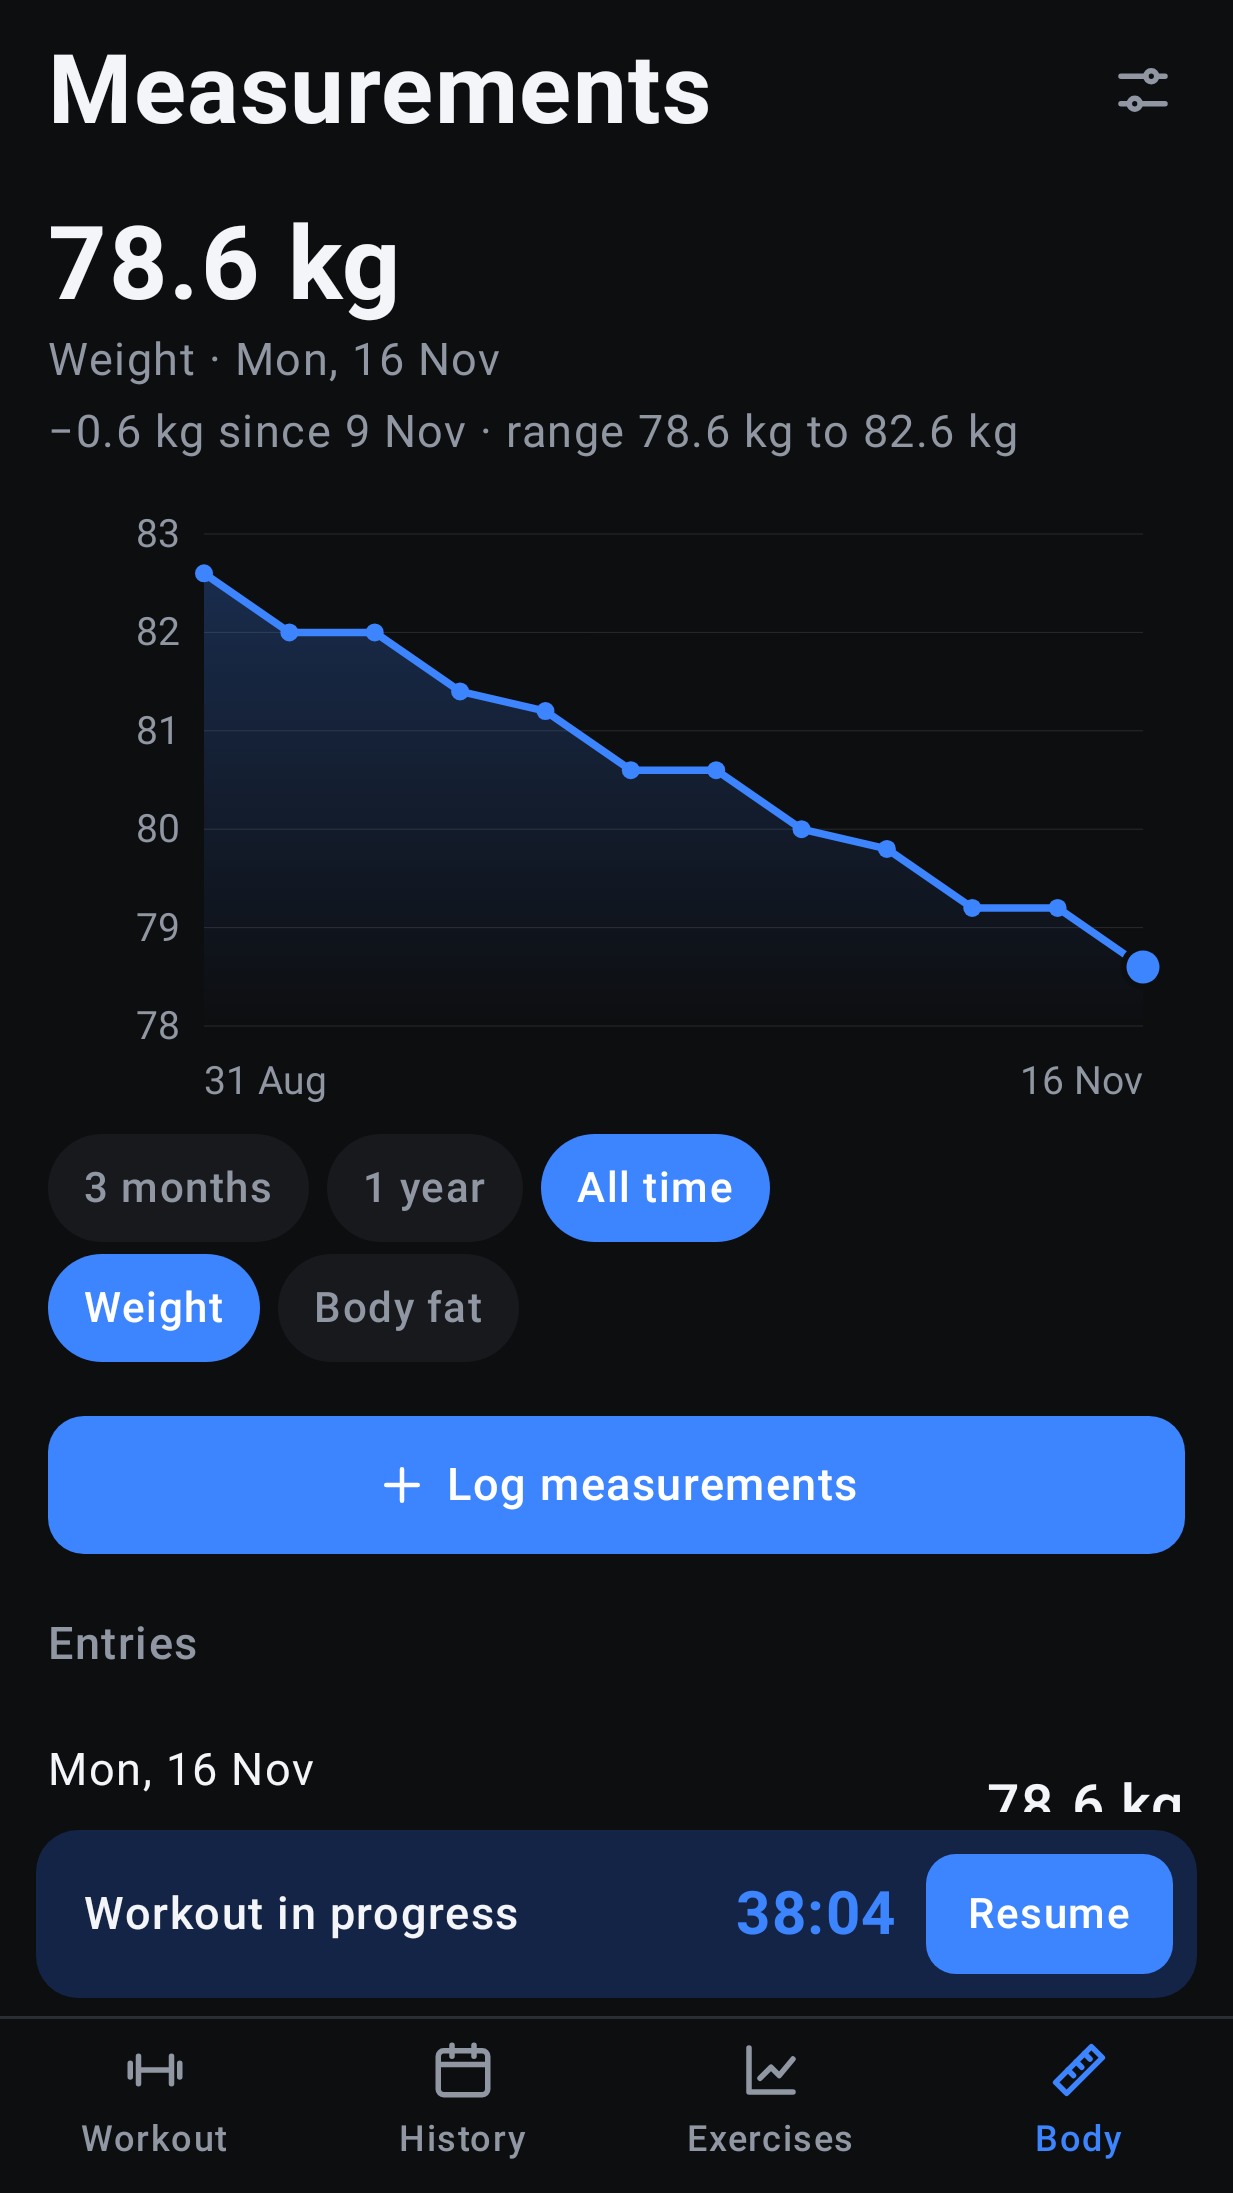 Measurements
78.6 kg
Weight · Mon, 16 Nov
−0.6 kg since 9 Nov · range 78.6 kg to 82.6 kg
83
82
81
80
79
78
31 Aug 16 Nov
3 months 1 year All time
Weight Body fat
+ Log measurements
Entries
Mon, 16 Nov
78.6 kg
Workout in progress 38:04 Resume
Workout History Exercises Body